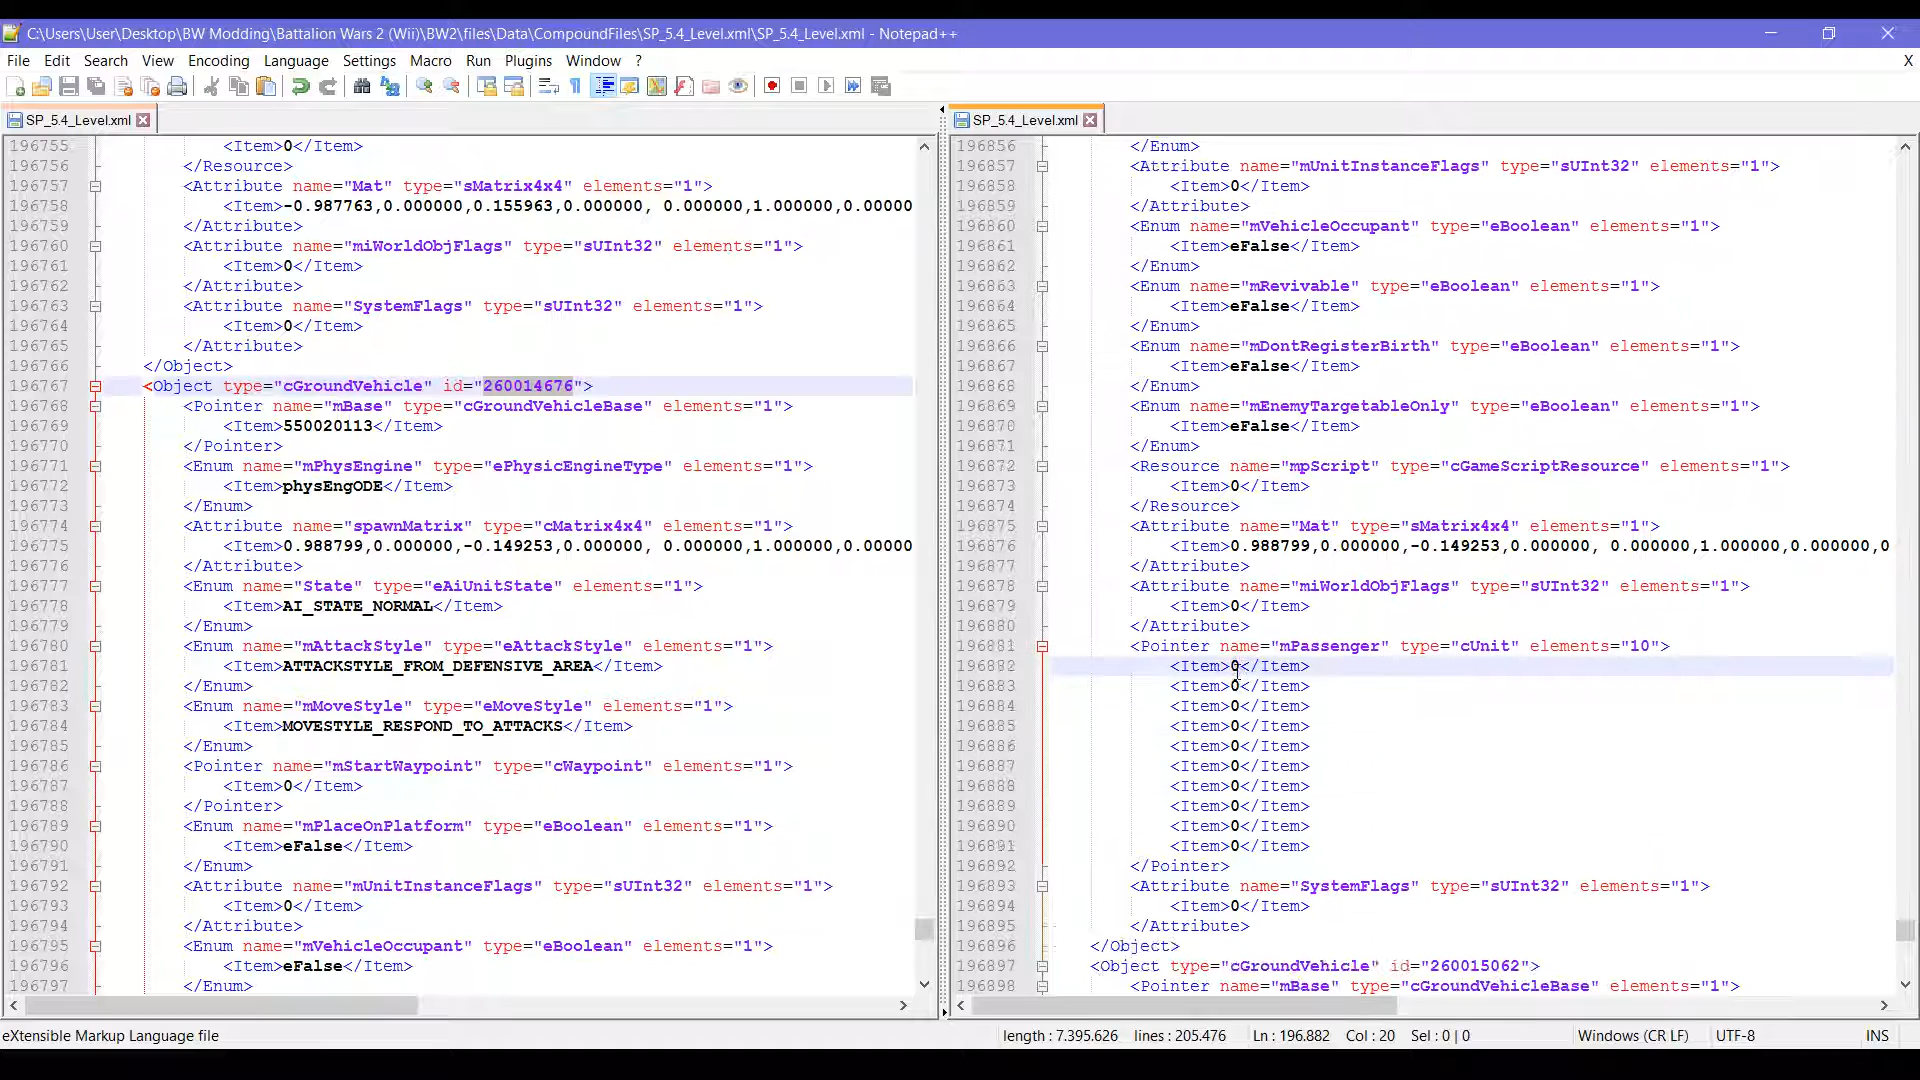 C:\Users\User\Desktop\BW Modding\Battalion Wars 2 (Wii)\BW2\files\Data\CompoundFiles\SP_5.4_Level.xml\SP_5.4_Level.xml - Notepad++
File Edit Search View Encoding Language Settings Macro Run Plugins Window ? X
SP_5.4_Level.xml
196755 <Item>0</Item>
196756 </Resource>
196757 <Attribute name="Mat" type="sMatrix4x4" elements="1">
196758 <Item>-0.987763,0.000000,0.155963,0.000000, 0.000000,1.000000,0.00000
196759 </Attribute>
196760 <Attribute name="miWorldObjFlags" type="sUInt32" elements="1">
196761 <Item>0</Item>
196762 </Attribute>
196763 <Attribute name="SystemFlags" type="sUInt32" elements="1">
196764 <Item>0</Item>
196765 </Attribute>
196766 </Object>
196767 <Object type="cGroundVehicle" id="260014676">
196768 <Pointer name="mBase" type="cGroundVehicleBase" elements="1">
196769 <Item>550020113</Item>
196770 </Pointer>
196771 <Enum name="mPhysEngine" type="ePhysicEngineType" elements="1">
196772 <Item>physEngODE</Item>
196773 </Enum>
196774 <Attribute name="spawnMatrix" type="cMatrix4x4" elements="1">
196775 <Item>0.988799,0.000000,-0.149253,0.000000, 0.000000,1.000000,0.00000
196776 </Attribute>
196777 <Enum name="State" type="eAiUnitState" elements="1">
196778 <Item>AI_STATE_NORMAL</Item>
196779 </Enum>
196780 <Enum name="mAttackStyle" type="eAttackStyle" elements="1">
196781 <Item>ATTACKSTYLE_FROM_DEFENSIVE_AREA</Item>
196782 </Enum>
196783 <Enum name="mMoveStyle" type="eMoveStyle" elements="1">
196784 <Item>MOVESTYLE_RESPOND_TO_ATTACKS</Item>
196785 </Enum>
196786 <Pointer name="mStartWaypoint" type="cWaypoint" elements="1">
196787 <Item>0</Item>
196788 </Pointer>
196789 <Enum name="mPlaceOnPlatform" type="eBoolean" elements="1">
196790 <Item>eFalse</Item>
196791 </Enum>
196792 <Attribute name="mUnitInstanceFlags" type="sUInt32" elements="1">
196793 <Item>0</Item>
196794 </Attribute>
196795 <Enum name="mVehicleOccupant" type="eBoolean" elements="1">
196796 <Item>eFalse</Item>
196797 </Enum>
SP_5.4_Level.xml
196856 </Enum>
196857 <Attribute name="mUnitInstanceFlags" type="sUInt32" elements="1">
196858 <Item>0</Item>
196859 </Attribute>
196860 <Enum name="mVehicleOccupant" type="eBoolean" elements="1">
196861 <Item>eFalse</Item>
196862 </Enum>
196863 <Enum name="mRevivable" type="eBoolean" elements="1">
196864 <Item>eFalse</Item>
196865 </Enum>
196866 <Enum name="mDontRegisterBirth" type="eBoolean" elements="1">
196867 <Item>eFalse</Item>
196868 </Enum>
196869 <Enum name="mEnemyTargetableOnly" type="eBoolean" elements="1">
196870 <Item>eFalse</Item>
196871 </Enum>
196872 <Resource name="mpScript" type="cGameScriptResource" elements="1">
196873 <Item>0</Item>
196874 </Resource>
196875 <Attribute name="Mat" type="sMatrix4x4" elements="1">
196876 <Item>0.988799,0.000000,-0.149253,0.000000, 0.000000,1.000000,0.000000,0
196877 </Attribute>
196878 <Attribute name="miWorldObjFlags" type="sUInt32" elements="1">
196879 <Item>0</Item>
196880 </Attribute>
196881 <Pointer name="mPassenger" type="cUnit" elements="10">
196882 <Item>0</Item>
196883 <Item>0</Item>
196884 <Item>0</Item>
196885 <Item>0</Item>
196886 <Item>0</Item>
196887 <Item>0</Item>
196888 <Item>0</Item>
196889 <Item>0</Item>
196890 <Item>0</Item>
196891 <Item>0</Item>
196892 </Pointer>
196893 <Attribute name="SystemFlags" type="sUInt32" elements="1">
196894 <Item>0</Item>
196895 </Attribute>
196896 </Object>
196897 <Object type="cGroundVehicle" id="260015062">
196898 <Pointer name="mBase" type="cGroundVehicleBase" elements="1">
eXtensible Markup Language file length : 7.395.626 lines : 205.476 Ln : 196.882 Col : 20 Sel : 0 | 0 Windows (CR LF) UTF-8 INS